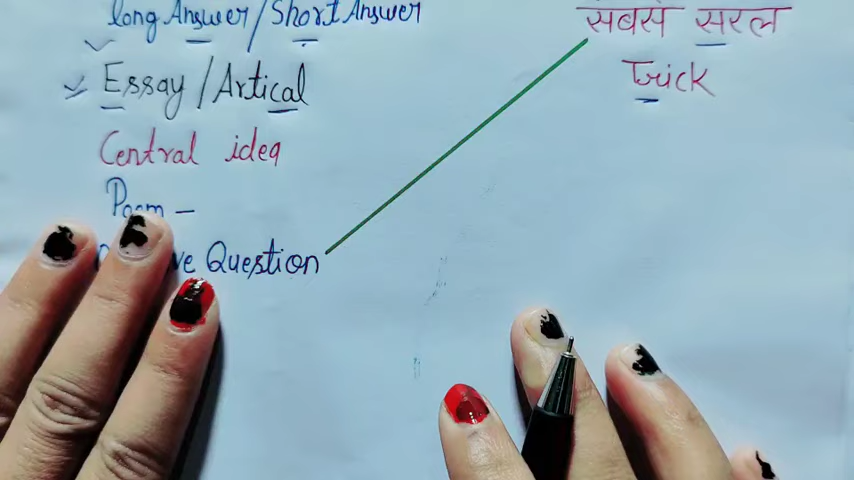 long Answer/Short Answer
Essay/Artical
Central idea
Poem –
Question
सबसे सरल
Trick